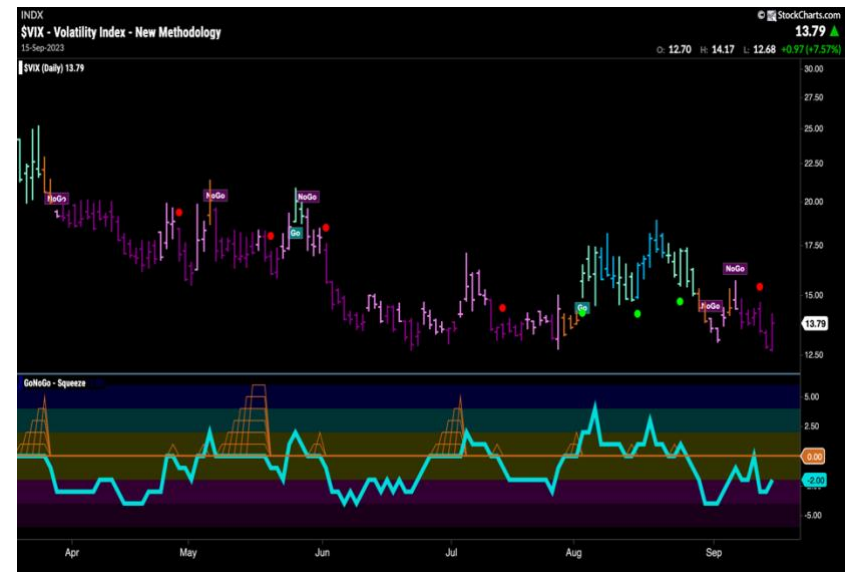 INDX
© StockCharts.com
$VIX - Volatility Index - New Methodology
13.79
15-Sep-2023
O: 12.70 H: 14.17 L: 12.68 +0.97 (+7.57%)
$VIX (Daily) 13.79
30.00
27.50
25.00
22.50
NoGo
NoGo
NoGo
20.00
Go
17.50
NoGo
15.00
Go
NoGo
13.79
12.50
GoNoGo - Squeeze
5.00
2.50
0.00
-2.00
-5.00
Apr May Jun Jul Aug Sep